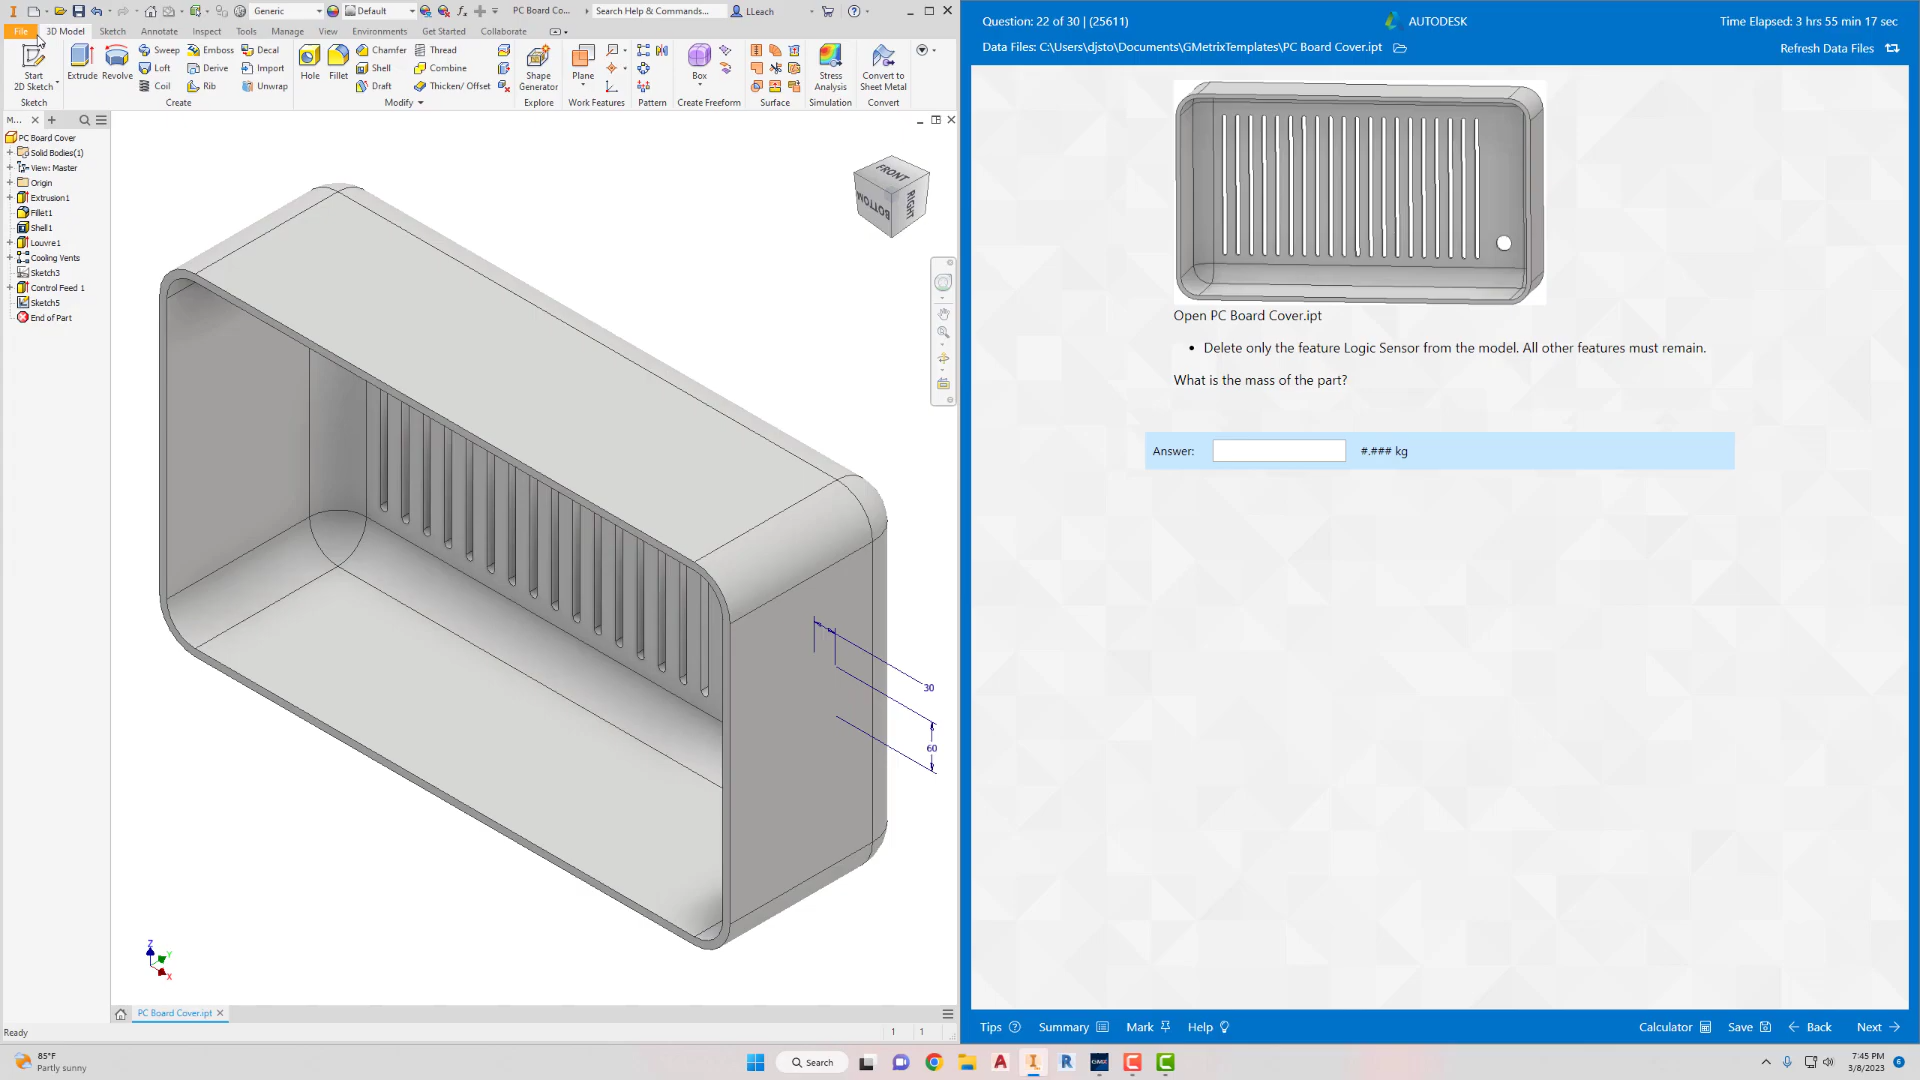 Generic
Default
PC Board Co...
Search Help & Commands...
LLeach
File
3D Model
Sketch
Annotate
Inspect
Tools
Manage
View
Environments
Get Started
Collaborate
Start
2D Sketch
Extrude
Revolve
Sweep
Loft
Coil
Emboss
Derive
Rib
Decal
Import
Unwrap
Hole
Fillet
Chamfer
Shell
Draft
Thread
Combine
Thicken/ Offset
Shape
Generator
Plane
Box
Stress
Analysis
Convert to
Sheet Metal
Sketch
Create
Modify
Explore
Work Features
Pattern
Create Freeform
Surface
Simulation
Convert
M...
PC Board Cover
Solid Bodies(1)
View: Master
Origin
Extrusion1
Fillet1
Shell1
Louvre1
Cooling Vents
Sketch3
Control Feed 1
Sketch5
End of Part
FRONT
RIGHT
BOTTOM
30
60
Z
Y
X
PC Board Cover.ipt
Ready
1
1
Question: 22 of 30 | (25611)
AUTODESK
Time Elapsed: 3 hrs 55 min 17 sec
Data Files: C:\Users\djsto\Documents\GMetrixTemplates\PC Board Cover.ipt
Refresh Data Files
Open PC Board Cover.ipt
• Delete only the feature Logic Sensor from the model. All other features must remain.
What is the mass of the part?
Answer:
#.### kg
Tips
Summary
Mark
Help
Calculator
Save
Back
Next
85°F
Partly sunny
Search
7:45 PM
3/8/2023
6